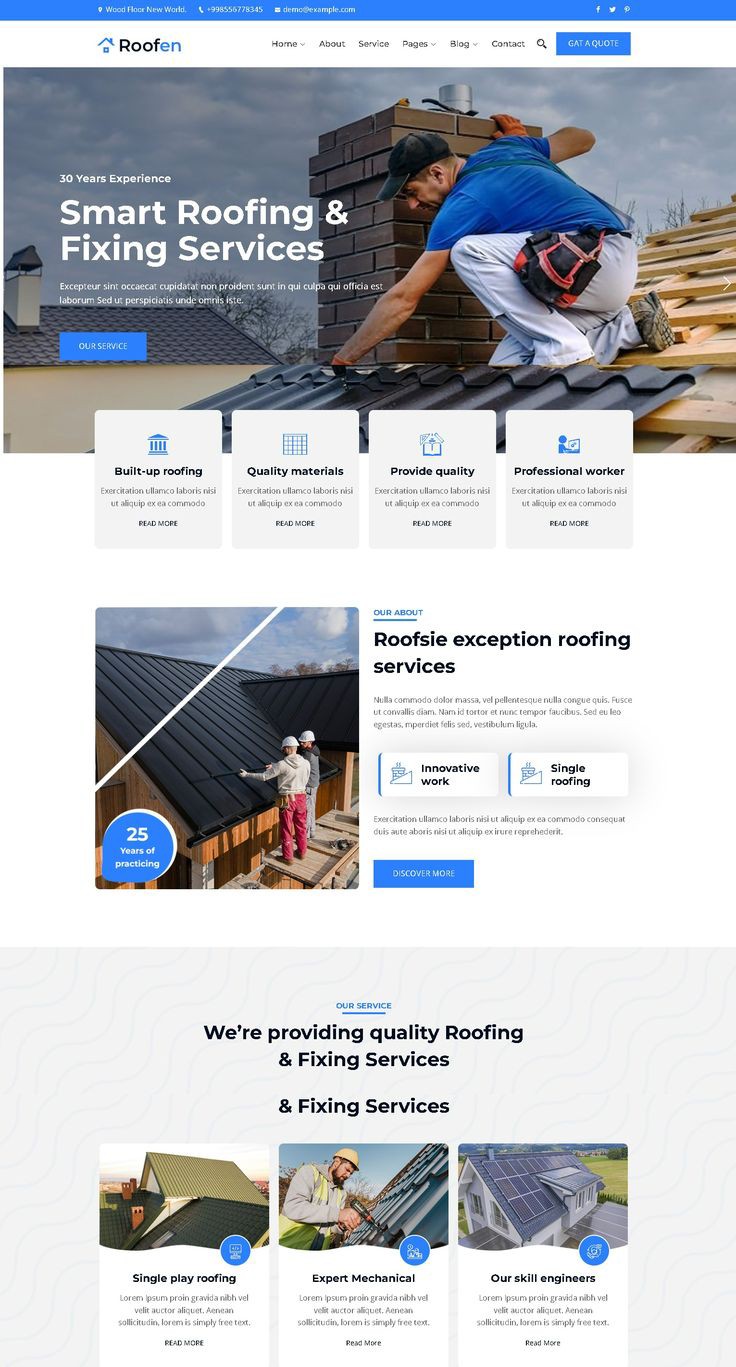 Wood Floor New World. +998556778345 demo@example.com
Roofen Home About Service Pages Blog Contact GAT A QUOTE
30 Years Experience
Smart Roofing &
Fixing Services
Excepteur sint occaecat cupidatat non proident sunt in qui culpa qui officia est
laborum Sed ut perspiciatis unde omnis iste.
OUR SERVICE
Built-up roofing
Exercitation ullamco laboris nisi
ut aliquip ex ea commodo
READ MORE
Quality materials
Exercitation ullamco laboris nisi
ut aliquip ex ea commodo
READ MORE
Provide quality
Exercitation ullamco laboris nisi
ut aliquip ex ea commodo
READ MORE
Professional worker
Exercitation ullamco laboris nisi
ut aliquip ex ea commodo
READ MORE
25
Years of
practicing
OUR ABOUT
Roofsie exception roofing
services
Nulla commodo dolor massa, vel pellentesque nulla congue quis. Fusce
ut convallis diam. Nam id tortor et nunc tempor faucibus. Sed eu leo
egestas, mperdiet felis sed, vestibulum ligula.
Innovative
work
Single
roofing
Exercitation ullamco laboris nisi ut aliquip ex ea commodo consequat
duis aute aboris nisi ut aliquip ex irure reprehederit.
DISCOVER MORE
OUR SERVICE
We're providing quality Roofing
& Fixing Services
& Fixing Services
Single play roofing
Lorem Ipsum proin gravida nibh vel
velit auctor aliquet. Aenean
sollicitudin, lorem is simply free text.
READ MORE
Expert Mechanical
Lorem Ipsum proin gravida nibh vel
velit auctor aliquet. Aenean
sollicitudin, lorem is simply free text.
Read More
Our skill engineers
Lorem Ipsum proin gravida nibh vel
velit auctor aliquet. Aenean
sollicitudin, lorem is simply free text.
Read More